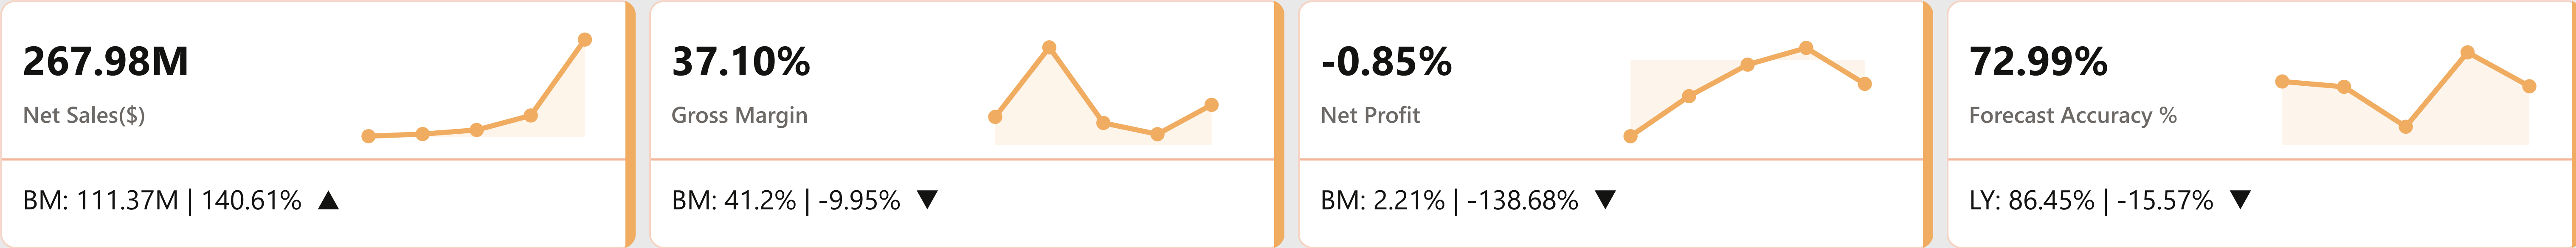 267.98M
Net Sales($)
BM: 111.37M | 140.61% ▲
37.10%
Gross Margin
BM: 41.2% | -9.95% ▼
-0.85%
Net Profit
BM: 2.21% | -138.68% ▼
72.99%
Forecast Accuracy %
LY: 86.45% | -15.57% ▼